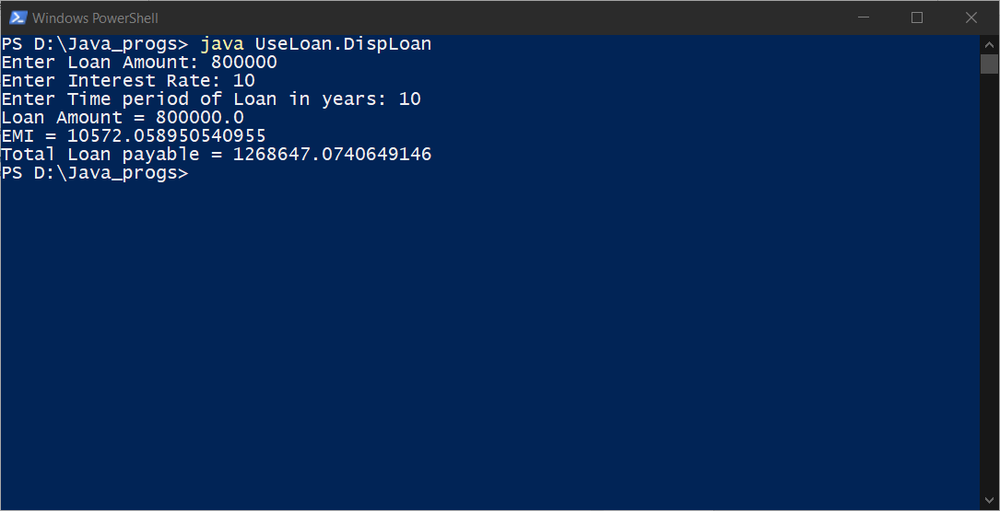 Windows PowerShell
PS D:\Java_progs> java UseLoan.DispLoan
Enter Loan Amount: 800000
Enter Interest Rate: 10
Enter Time period of Loan in years: 10
Loan Amount = 800000.0
EMI = 10572.058950540955
Total Loan payable = 1268647.0740649146
PS D:\Java_progs>